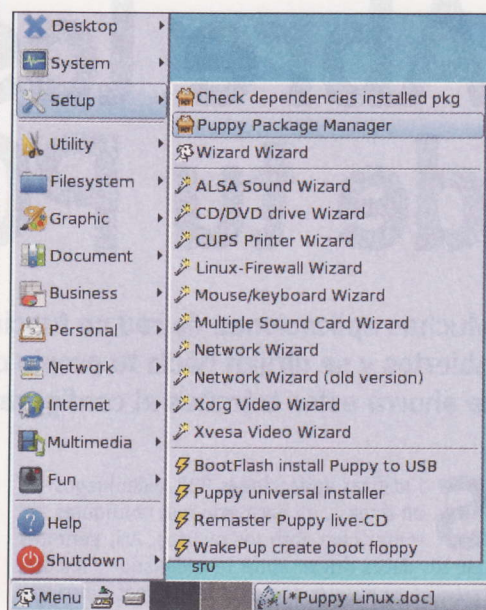 Desktop
System
Setup
Utility
Filesystem
Graphic
Document
Business
Personal
Network
Internet
Multimedia
Fun
Help
Shutdown
Check dependencies installed pkg
Puppy Package Manager
Wizard Wizard
ALSA Sound Wizard
CD/DVD drive Wizard
CUPS Printer Wizard
Linux-Firewall Wizard
Mouse/keyboard Wizard
Multiple Sound Card Wizard
Network Wizard
Network Wizard (old version)
Xorg Video Wizard
Xvesa Video Wizard
BootFlash install Puppy to USB
Puppy universal installer
Remaster Puppy live-CD
WakePup create boot floppy
sr0
Menu
[*Puppy Linux.doc]